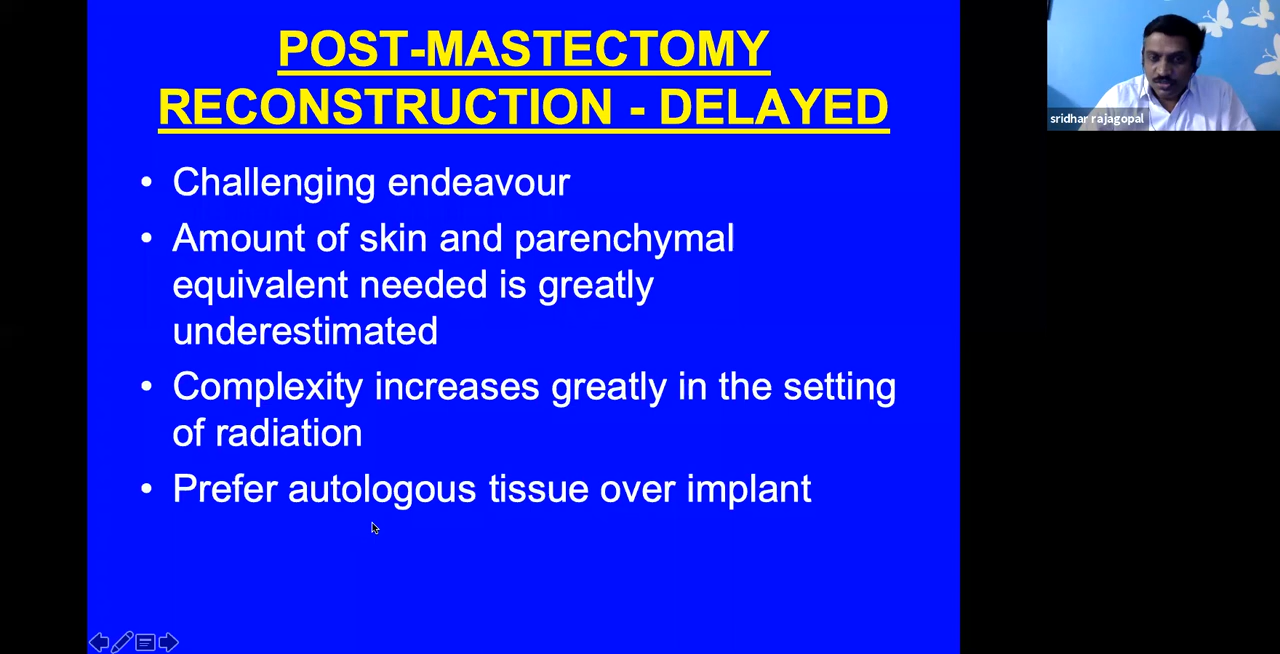 POST-MASTECTOMY
RECONSTRUCTION - DELAYED
• Challenging endeavour
• Amount of skin and parenchymal
equivalent needed is greatly
underestimated
• Complexity increases greatly in the setting
of radiation
• Prefer autologous tissue over implant
sridhar rajagopal